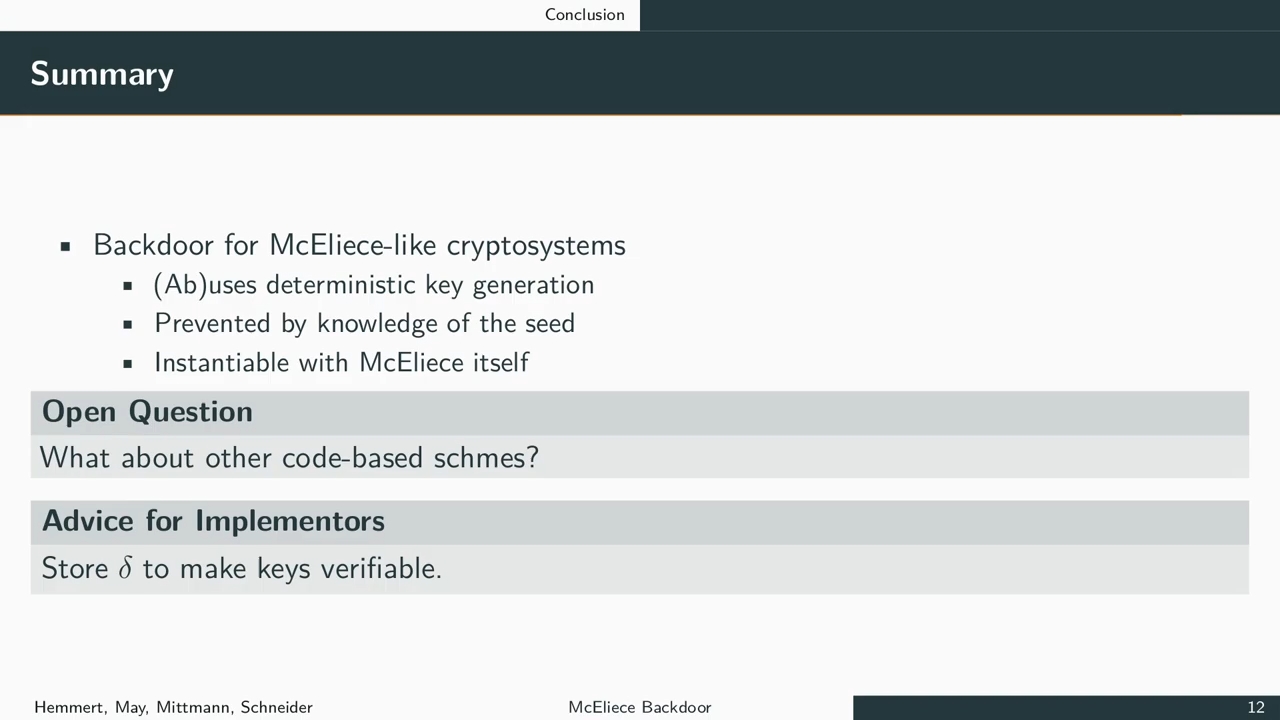 Conclusion
Summary
▪ Backdoor for McEliece-like cryptosystems
▪ (Ab)uses deterministic key generation
▪ Prevented by knowledge of the seed
▪ Instantiable with McEliece itself
Open Question
What about other code-based schmes?
Advice for Implementors
Store δ to make keys verifiable.
Hemmert, May, Mittmann, Schneider
McEliece Backdoor
12